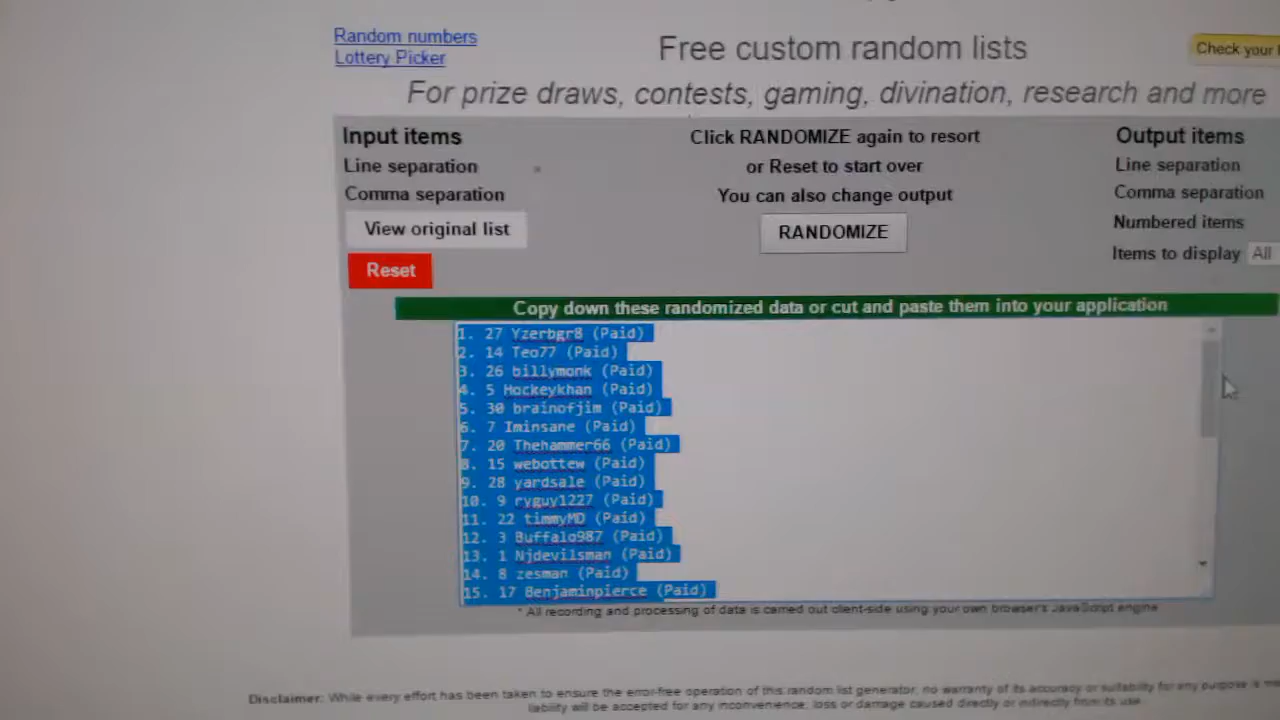 Random numbers
Lottery Picker
Free custom random lists
Check your
For prize draws, contests, gaming, divination, research and more
Input items
Line separation
Comma separation
View original list
Reset
Click RANDOMIZE again to resort
or Reset to start over
You can also change output
RANDOMIZE
Output items
Line separation
Comma separation
Numbered items
Items to display All
Copy down these randomized data or cut and paste them into your application
1. 27 Yzerbgr8 (Paid)
2. 14 Teo77 (Paid)
3. 26 billymonk (Paid)
4. 5 Hockeykhan (Paid)
5. 30 brainofjim (Paid)
6. 7 Iminsane (Paid)
7. 20 Thehammer66 (Paid)
8. 15 webottew (Paid)
9. 28 yardsale (Paid)
10. 9 ryguy1227 (Paid)
11. 22 timmyMD (Paid)
12. 3 Buffalo987 (Paid)
13. 1 Njdevilsman (Paid)
14. 8 zesman (Paid)
15. 17 Benjaminpierce (Paid)
* All recording and processing of data is carried out client-side using your own browser's JavaScript engine
Disclaimer: While every effort has been taken to ensure the error-free operation of this random list generator, no warranty of its accuracy or suitability for any purpose is
liability will be accepted for any inconvenience, loss or damage caused directly or indirectly from its use